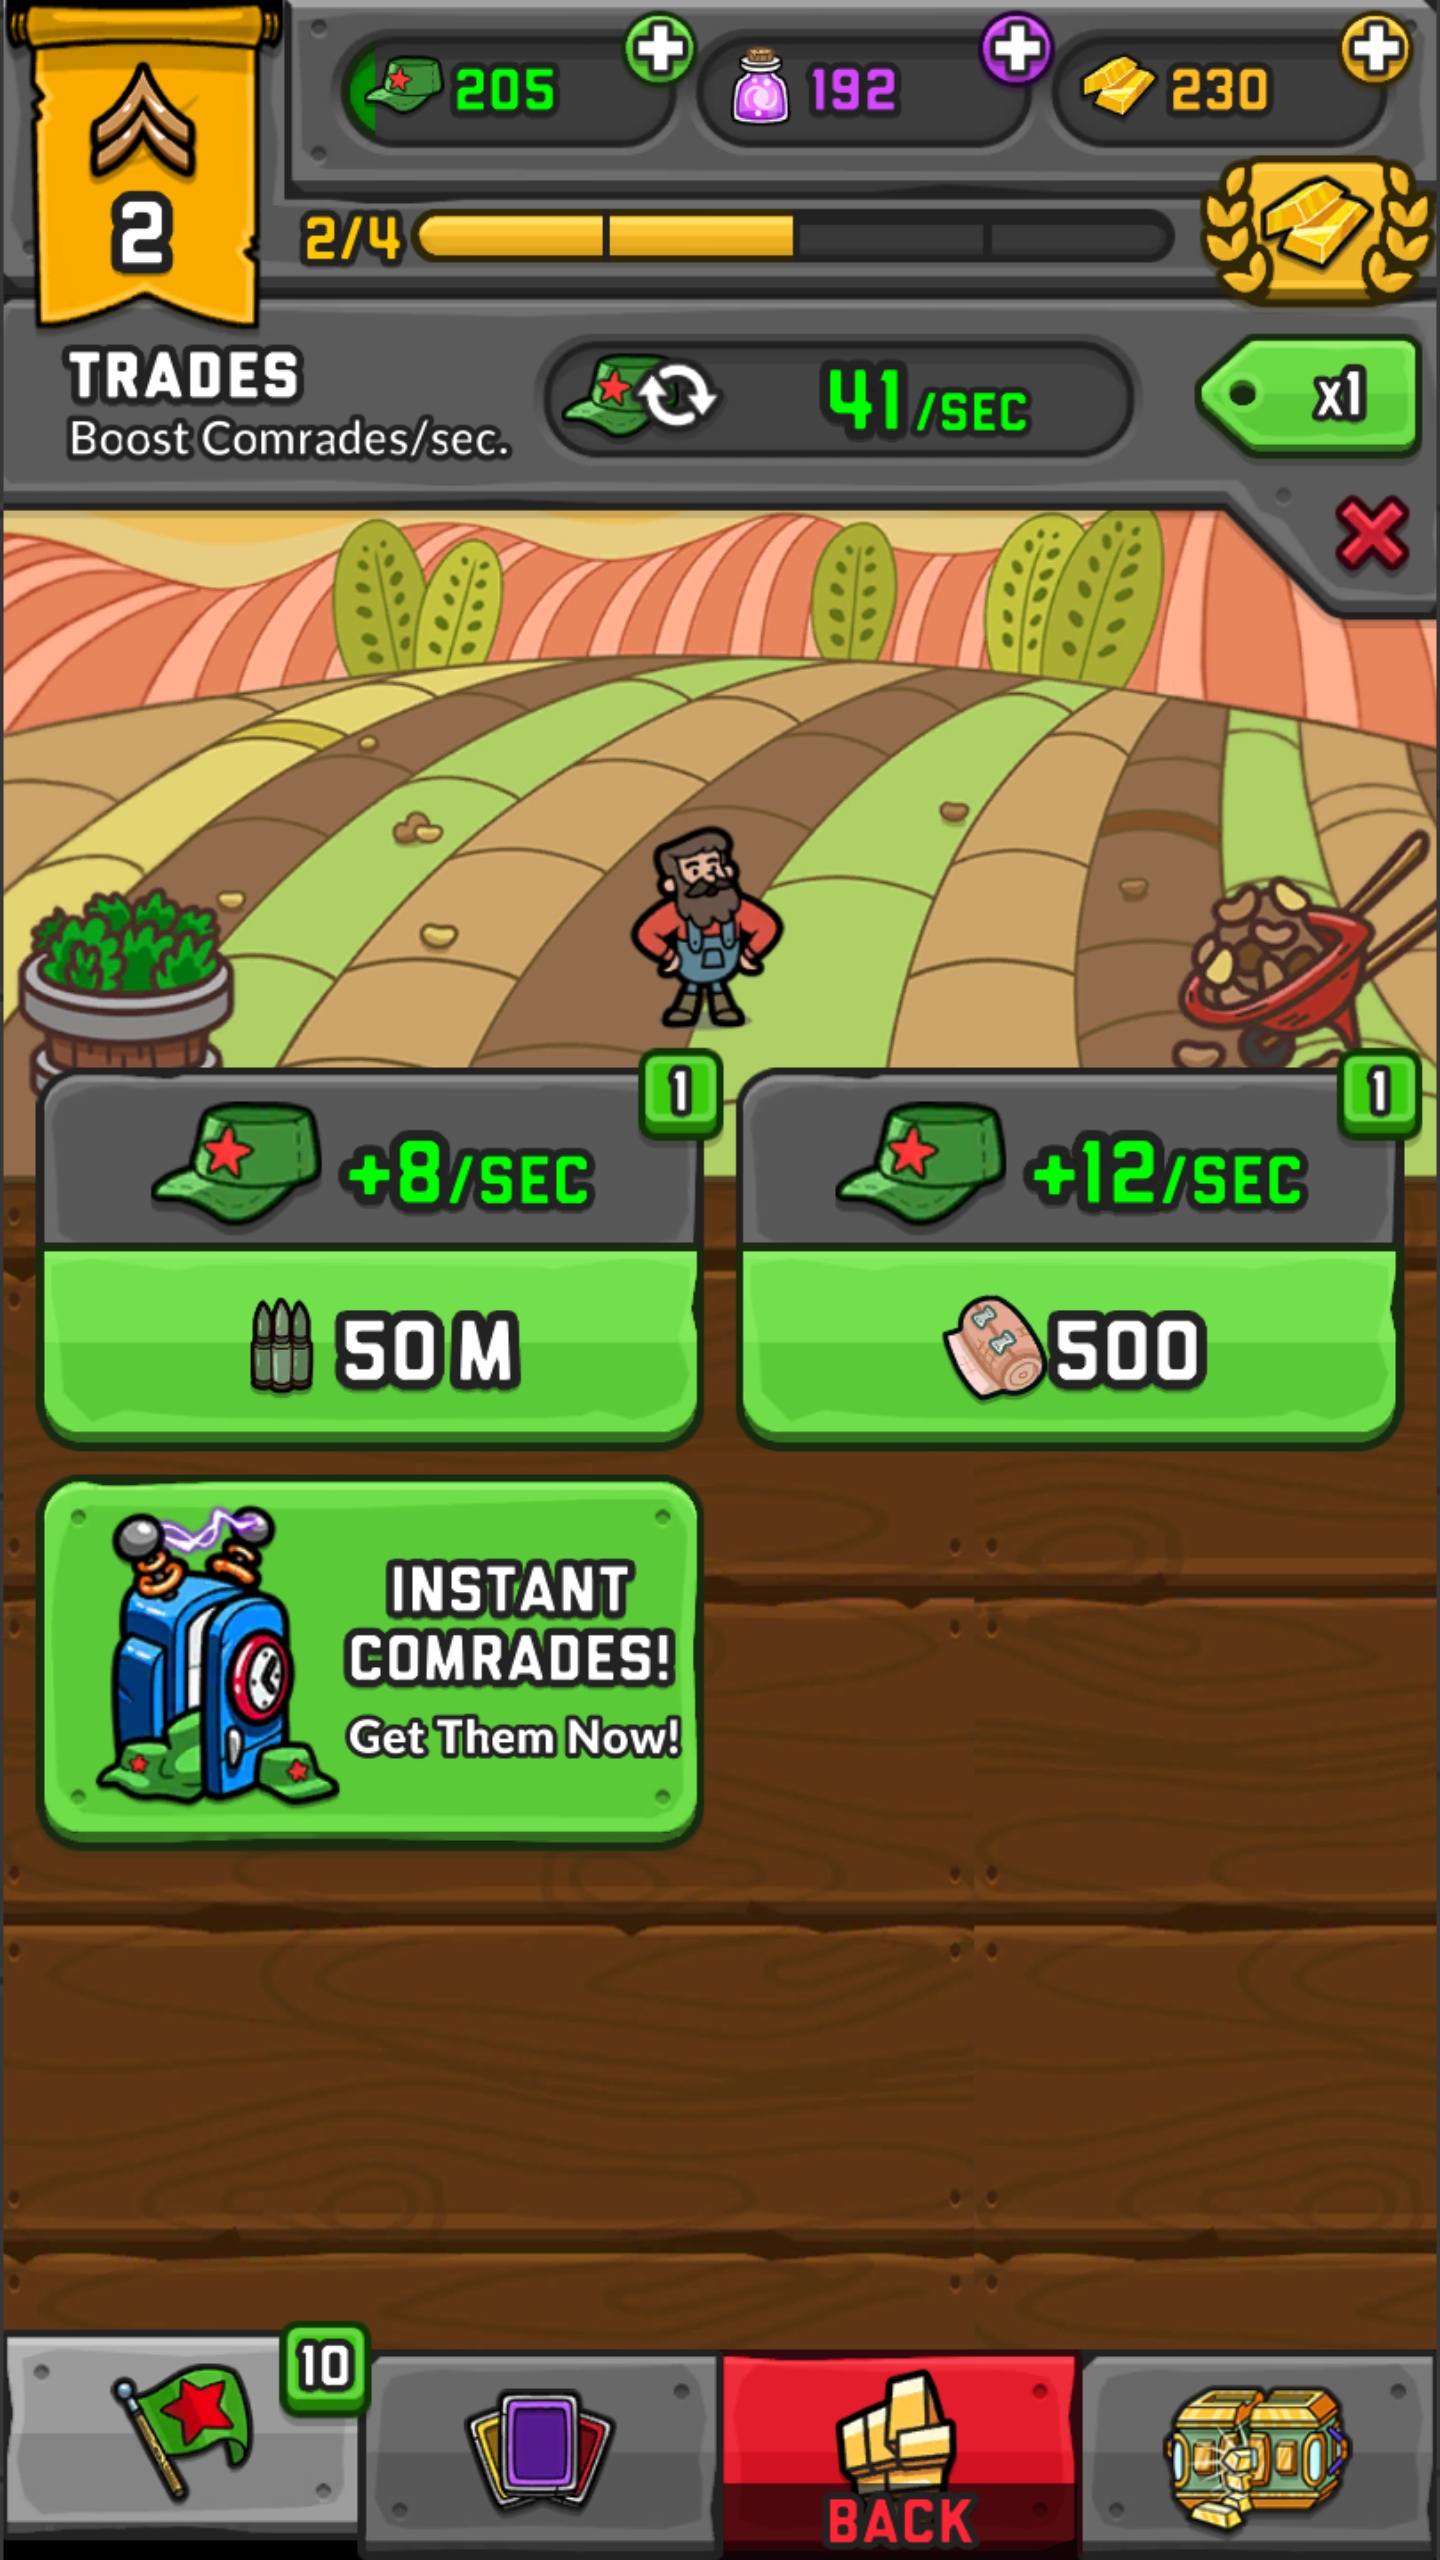 205
192
230
2
2/4
TRADES
Boost Comrades/sec.
41/SEC
x1
1
+8/SEC
50 M
1
+12/SEC
500
INSTANT
COMRADES!
Get Them Now!
10
BACK